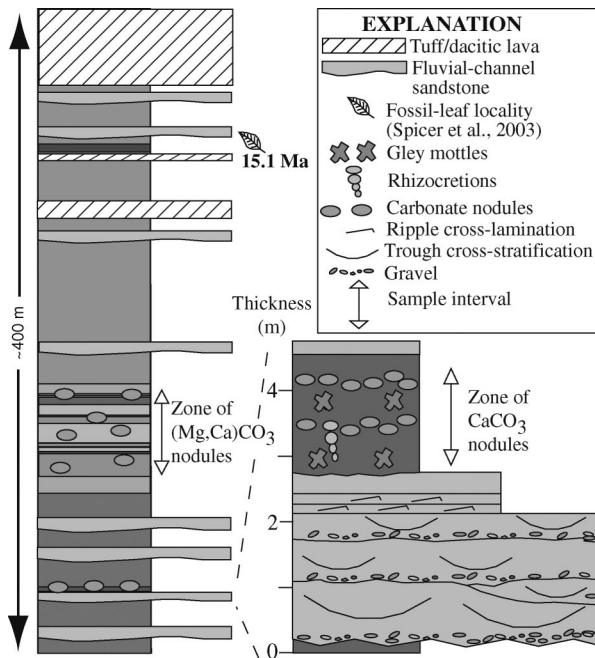 EXPLANATION
Tuff/dacitic lava
Fluvial-channel
sandstone
Fossil-leaf locality
(Spicer et al., 2003)
Gley mottles
Rhizocretions
Carbonate nodules
Ripple cross-lamination
Trough cross-stratification
Gravel
Sample interval
15.1 Ma
~400 m
Zone of
(Mg,Ca)CO3
nodules
Thickness
(m)
4
3
2
1
0
Zone of
CaCO3
nodules